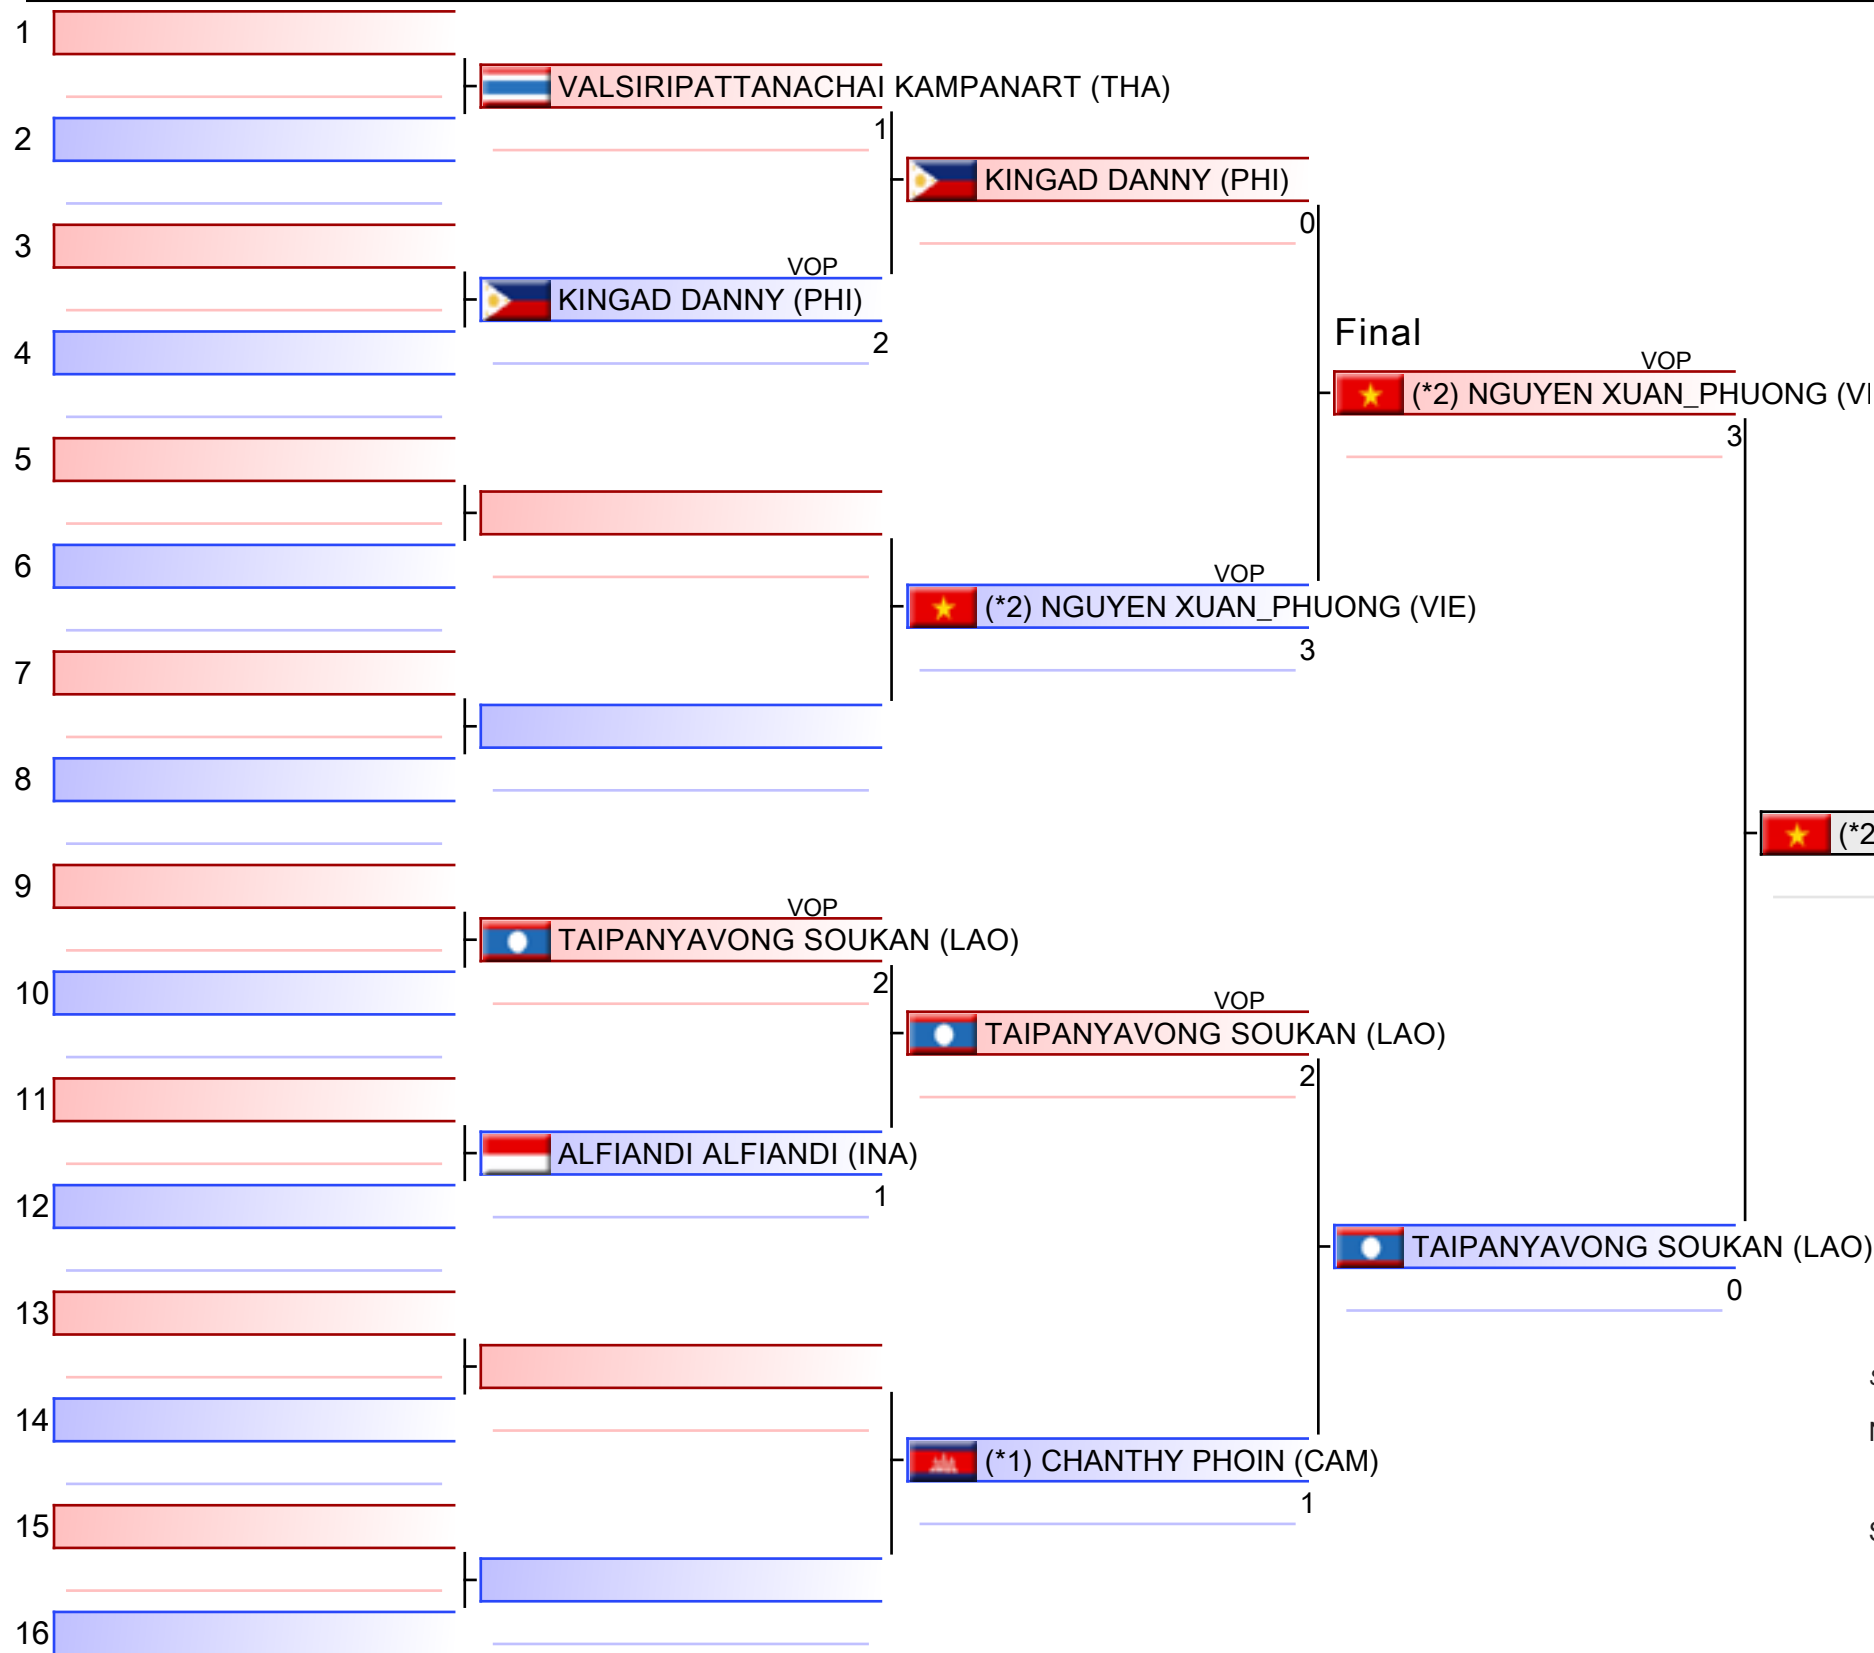 1
VALSIRIPATTANACHAI KAMPANART (THA)
1
2
KINGAD DANNY (PHI)
0
3
VOP
KINGAD DANNY (PHI)
2
4
Final
VOP
(*2) NGUYEN XUAN_PHUONG (VI
3
5
6
VOP
(*2) NGUYEN XUAN_PHUONG (VIE)
3
7
8
(*2
9
VOP
TAIPANYAVONG SOUKAN (LAO)
2
10
VOP
TAIPANYAVONG SOUKAN (LAO)
2
11
ALFIANDI ALFIANDI (INA)
1
12
TAIPANYAVONG SOUKAN (LAO)
0
13
14
(*1) CHANTHY PHOIN (CAM)
1
15
16